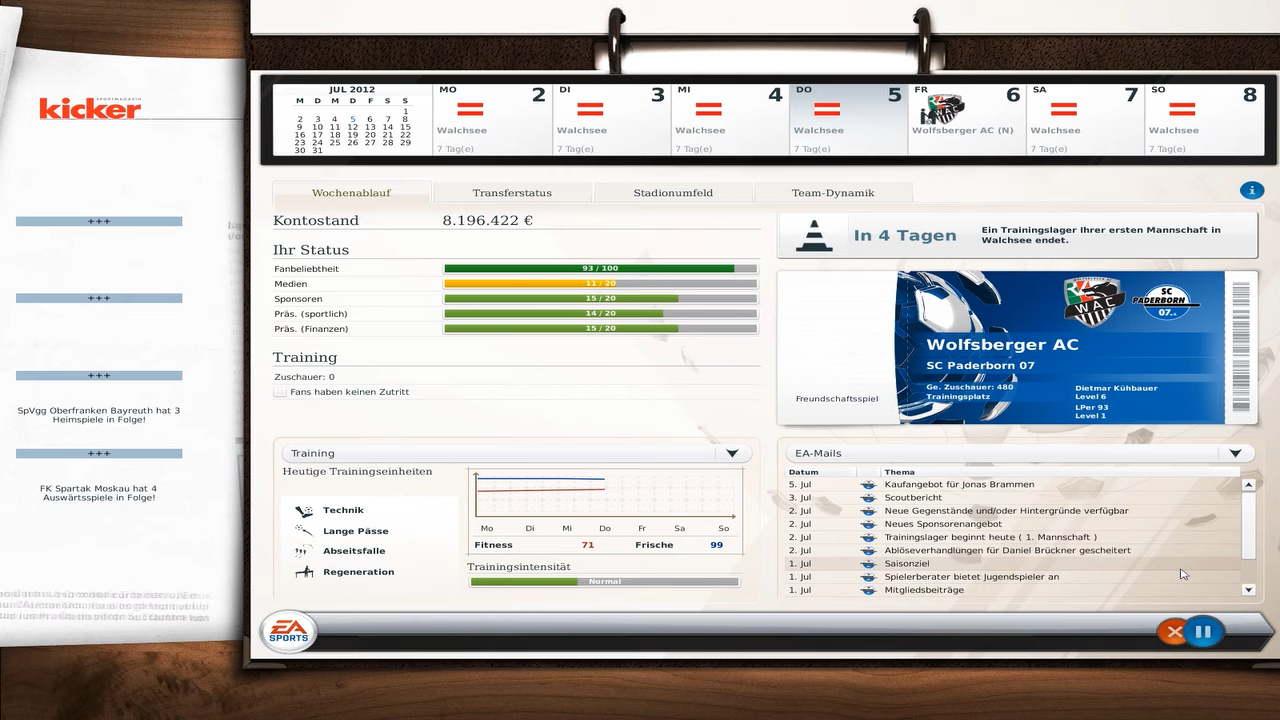 SPORTMAGAZIN
kicker
+++
+++
+++
SpVgg Oberfranken Bayreuth hat 3
Heimspiele in Folge!
+++
FK Spartak Moskau hat 4
Auswärtsspiele in Folge!
JUL 2012
M D M D F S S
1
2 3 4 5 6 7 8
9 10 11 12 13 14 15
16 17 18 19 20 21 22
23 24 25 26 27 28 29
30 31
MO 2
Walchsee
7 Tag(e)
DI 3
Walchsee
7 Tag(e)
MI 4
Walchsee
7 Tag(e)
DO 5
Walchsee
7 Tag(e)
FR 6
Wolfsberger AC (N)
SA 7
Walchsee
7 Tag(e)
SO 8
Walchsee
7 Tag(e)
Wochenablauf
Transferstatus
Stadionumfeld
Team-Dynamik
i
Kontostand 8.196.422 €
Ihr Status
Fanbeliebtheit 93 / 100
Medien 11 / 20
Sponsoren 15 / 20
Präs. (sportlich) 14 / 20
Präs. (Finanzen) 15 / 20
Training
Zuschauer: 0
Fans haben keinen Zutritt
In 4 Tagen
Ein Trainingslager Ihrer ersten Mannschaft in
Walchsee endet.
WAC
SC
PADERBORN
07
Wolfsberger AC
SC Paderborn 07
Ge. Zuschauer: 480
Trainingsplatz
Dietmar Kühbauer
Level 6
LPer 93
Level 1
Freundschaftsspiel
Training
Heutige Trainingseinheiten
Technik
Lange Pässe
Abseitsfalle
Regeneration
Mo Di Mi Do Fr Sa So
Fitness 71 Frische 99
Trainingsintensität
Normal
EA-Mails
Datum Thema
5. Jul Kaufangebot für Jonas Brammen
3. Jul Scoutbericht
2. Jul Neue Gegenstände und/oder Hintergründe verfügbar
2. Jul Neues Sponsorenangebot
2. Jul Trainingslager beginnt heute ( 1. Mannschaft )
2. Jul Ablöseverhandlungen für Daniel Brückner gescheitert
1. Jul Saisonziel
1. Jul Spielerberater bietet Jugendspieler an
1. Jul Mitgliedsbeiträge
EA
SPORTS